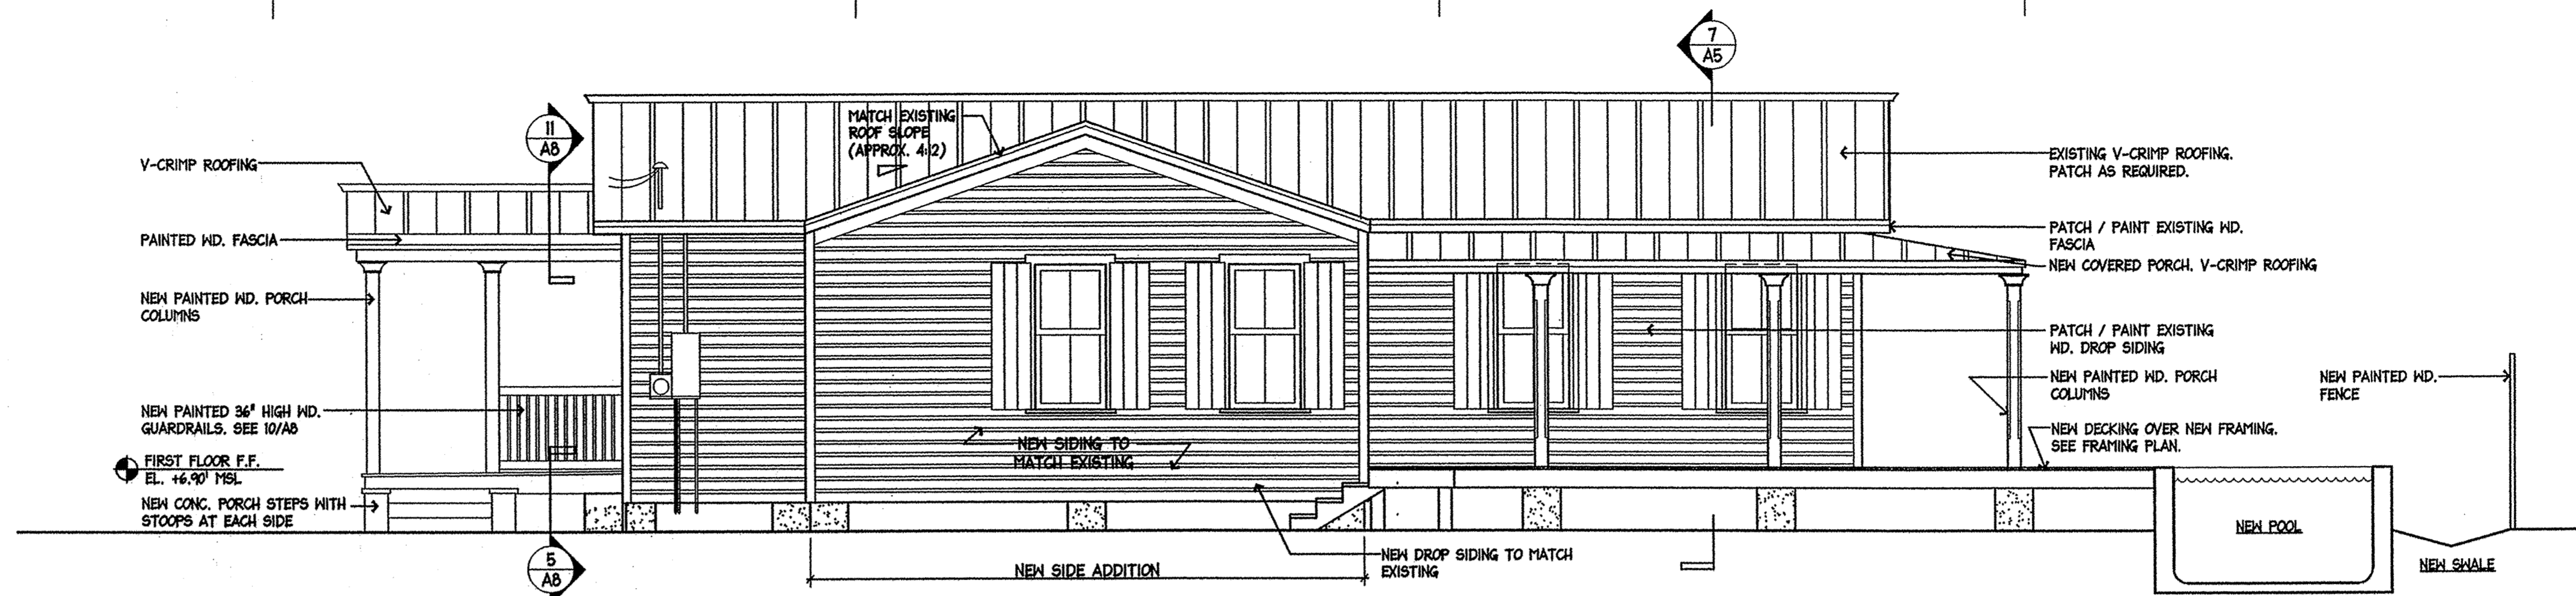 7
A5
11
A8
MATCH EXISTING
ROOF SLOPE
(APPROX. 4:2)
V-CRIMP ROOFING
PAINTED WD. FASCIA
NEW PAINTED WD. PORCH
COLUMNS
NEW PAINTED 36" HIGH WD.
GUARDRAILS. SEE 10/A8
FIRST FLOOR F.F.
EL. +6.90' MSL
NEW CONC. PORCH STEPS WITH
STOOPS AT EACH SIDE
5
A8
NEW SIDING TO
MATCH EXISTING
NEW SIDE ADDITION
NEW DROP SIDING TO MATCH
EXISTING
EXISTING V-CRIMP ROOFING.
PATCH AS REQUIRED.
PATCH / PAINT EXISTING WD.
FASCIA
NEW COVERED PORCH. V-CRIMP ROOFING
PATCH / PAINT EXISTING
WD. DROP SIDING
NEW PAINTED WD. PORCH
COLUMNS
NEW DECKING OVER NEW FRAMING.
SEE FRAMING PLAN.
NEW PAINTED WD.
FENCE
NEW POOL
NEW SWALE